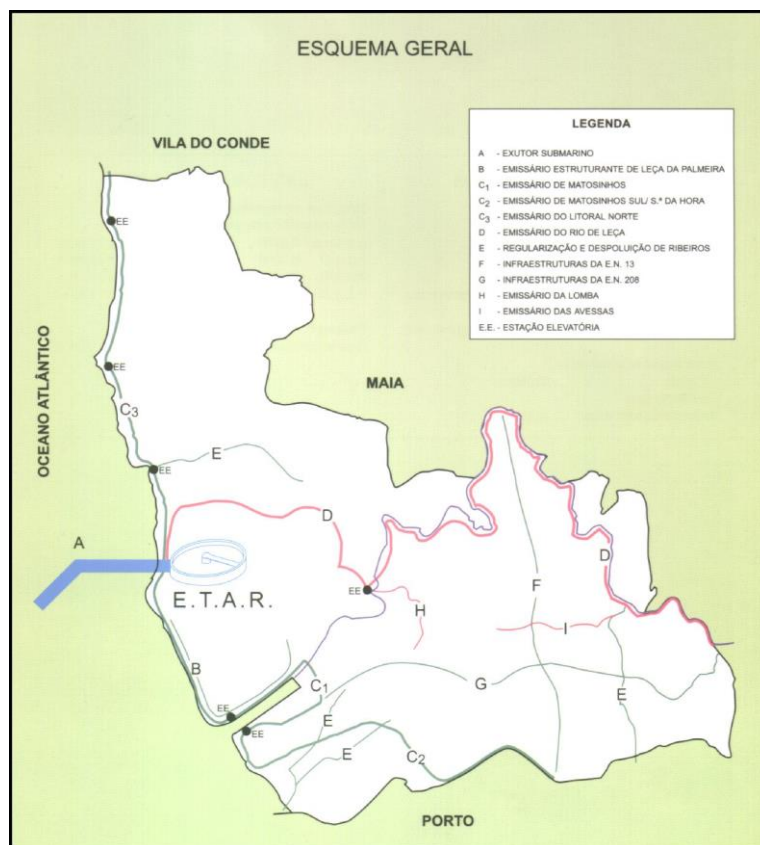 ESQUEMA GERAL
LEGENDA
A - EXUTOR SUBMARINO
B - EMISSÁRIO ESTRUTURANTE DE LEÇA DA PALMEIRA
C1 - EMISSÁRIO DE MATOSINHOS
C2 - EMISSÁRIO DE MATOSINHOS SUL/ S.ª DA HORA
C3 - EMISSÁRIO DO LITORAL NORTE
D - EMISSÁRIO DO RIO DE LEÇA
E - REGULARIZAÇÃO E DESPOLUIÇÃO DE RIBEIROS
F - INFRAESTRUTURAS DA E.N. 13
G - INFRAESTRUTURAS DA E.N. 208
H - EMISSÁRIO DA LOMBA
I - EMISSÁRIO DAS AVESSAS
E.E. - ESTAÇÃO ELEVATÓRIA
VILA DO CONDE
EE
OCEANO ATLÂNTICO
EE
MAIA
C3
E
EE
D
A
D
E.T.A.R.
F
EE
H
I
B
C1
G
E
EE
E
EE
E
C2
PORTO